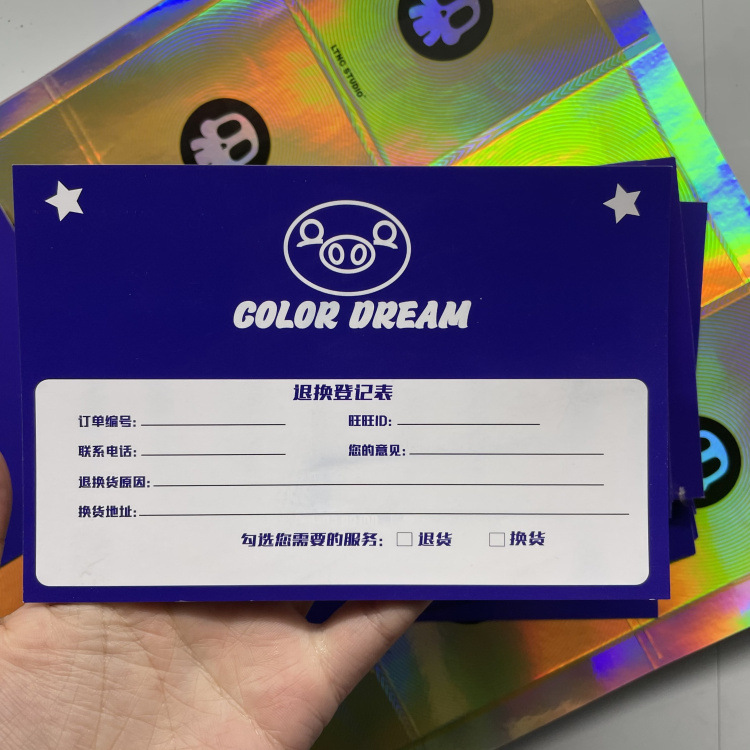 LTNC STUDIO
COLOR DREAM
退换登记表
订单编号: 旺旺ID:
联系电话: 您的意见:
退换货原因:
换货地址:
勾选您需要的服务: 退货 换货